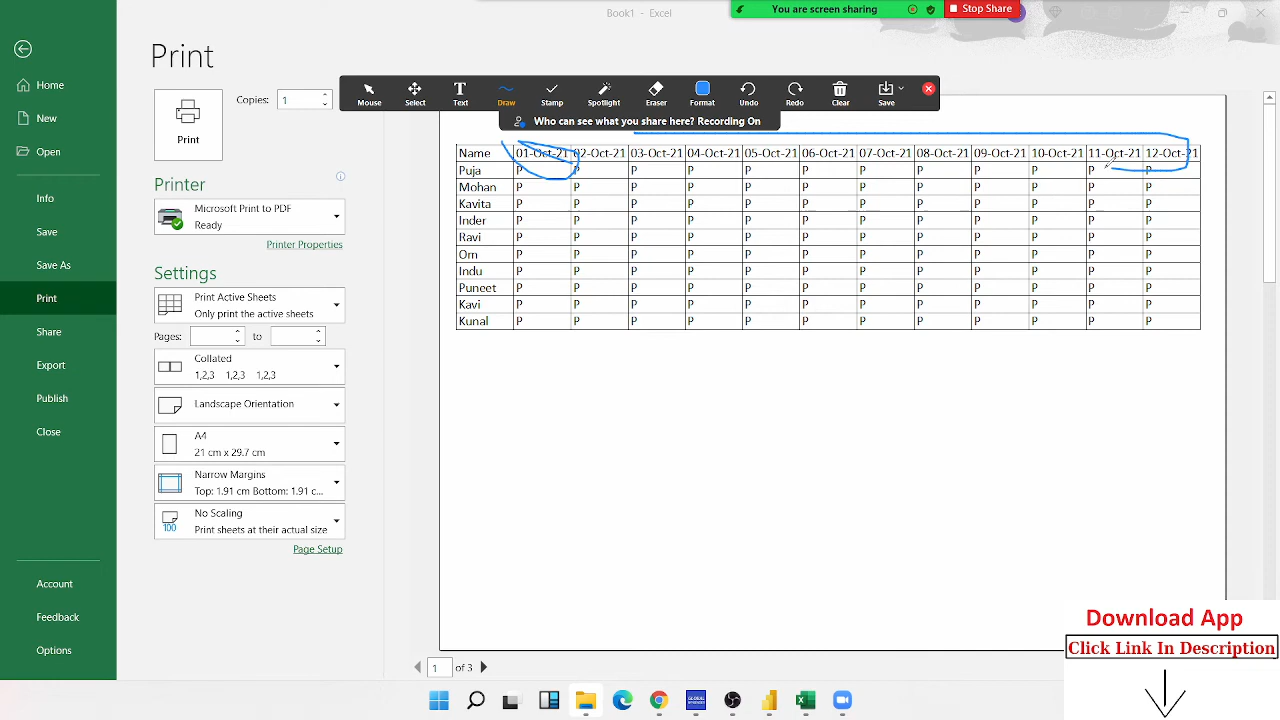 Book1 - Excel
You are screen sharing
Stop Share
Print
Home
New
Open
Info
Save
Save As
Print
Share
Export
Publish
Close
Account
Feedback
Options
Print
Copies: 1
Printer
Microsoft Print to PDF
Ready
Printer Properties
Settings
Print Active Sheets
Only print the active sheets
Pages: to
Collated
1,2,3 1,2,3 1,2,3
Landscape Orientation
A4
21 cm x 29.7 cm
Narrow Margins
Top: 1.91 cm Bottom: 1.91 c...
No Scaling
100
Print sheets at their actual size
Page Setup
Mouse Select Text Draw Stamp Spotlight Eraser Format Undo Redo Clear Save
Who can see what you share here? Recording On
Name 01-Oct-21 02-Oct-21 03-Oct-21 04-Oct-21 05-Oct-21 06-Oct-21 07-Oct-21 08-Oct-21 09-Oct-21 10-Oct-21 11-Oct-21 12-Oct-21
Puja P P P P P P P P P P P P
Mohan P P P P P P P P P P P P
Kavita P P P P P P P P P P P P
Inder P P P P P P P P P P P P
Ravi P P P P P P P P P P P P
Om P P P P P P P P P P P P
Indu P P P P P P P P P P P P
Puneet P P P P P P P P P P P P
Kavi P P P P P P P P P P P P
Kunal P P P P P P P P P P P P
1 of 3
Download App
Click Link In Description